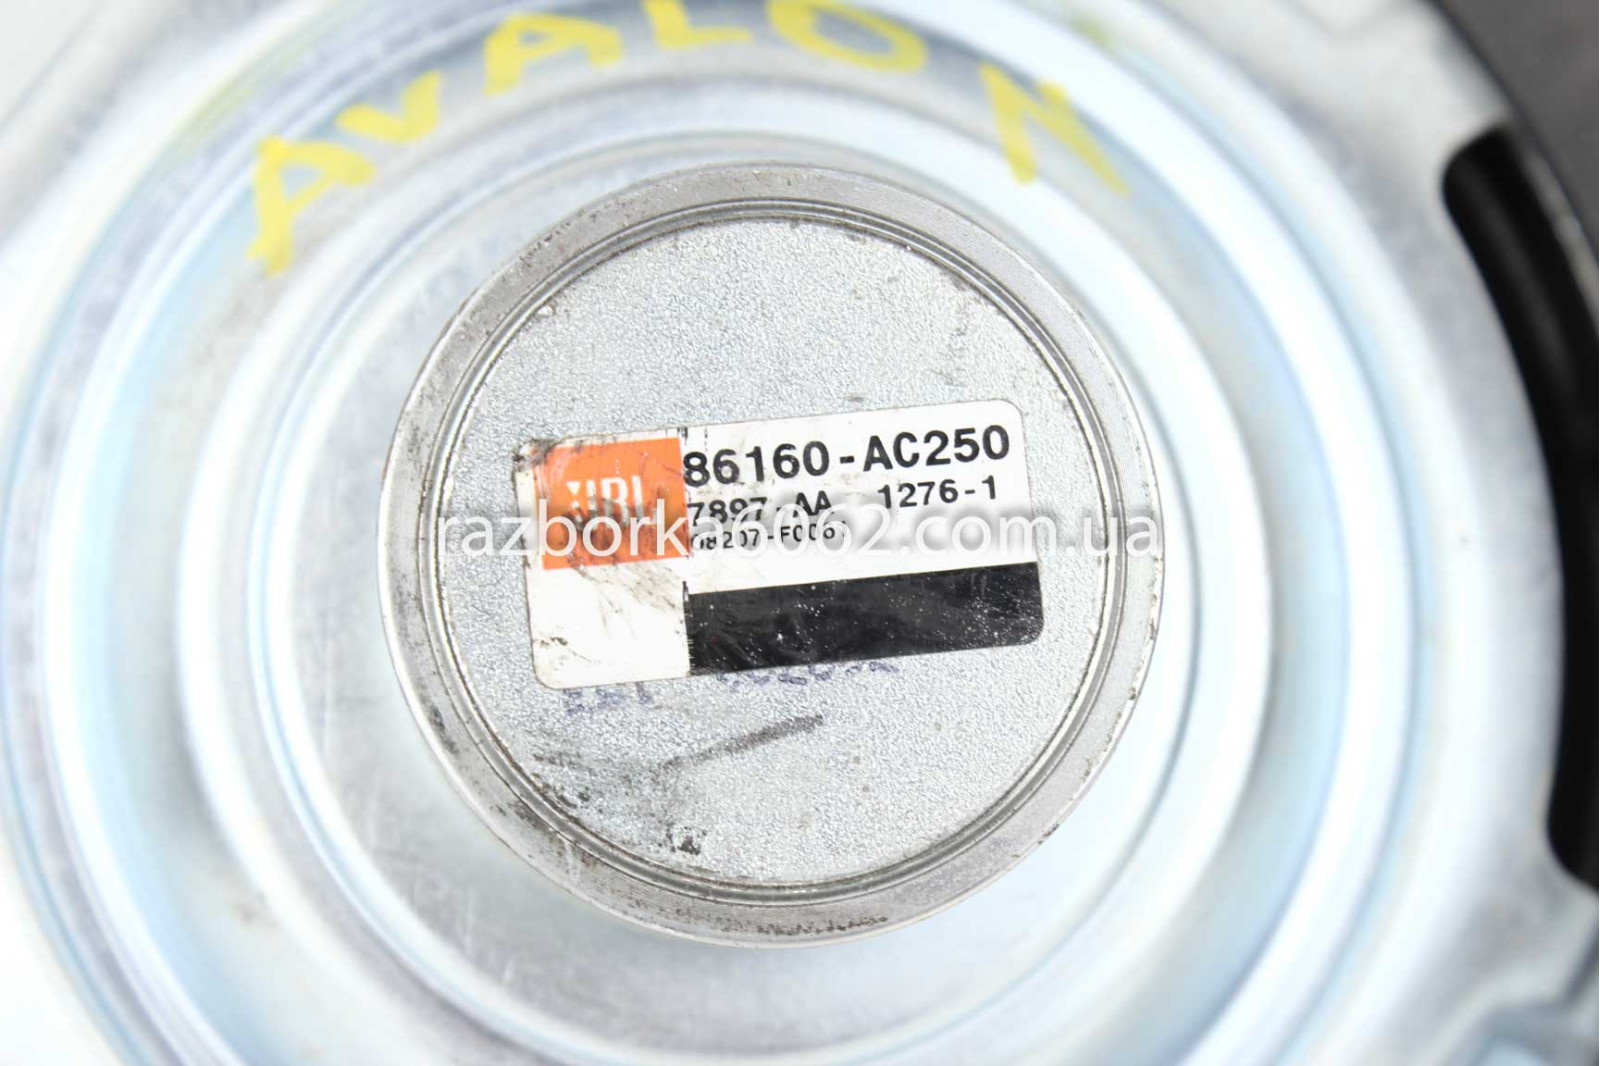 AVALON
JBL 86160-AC250
7897-AA 1276-1
razborka6062.com.ua